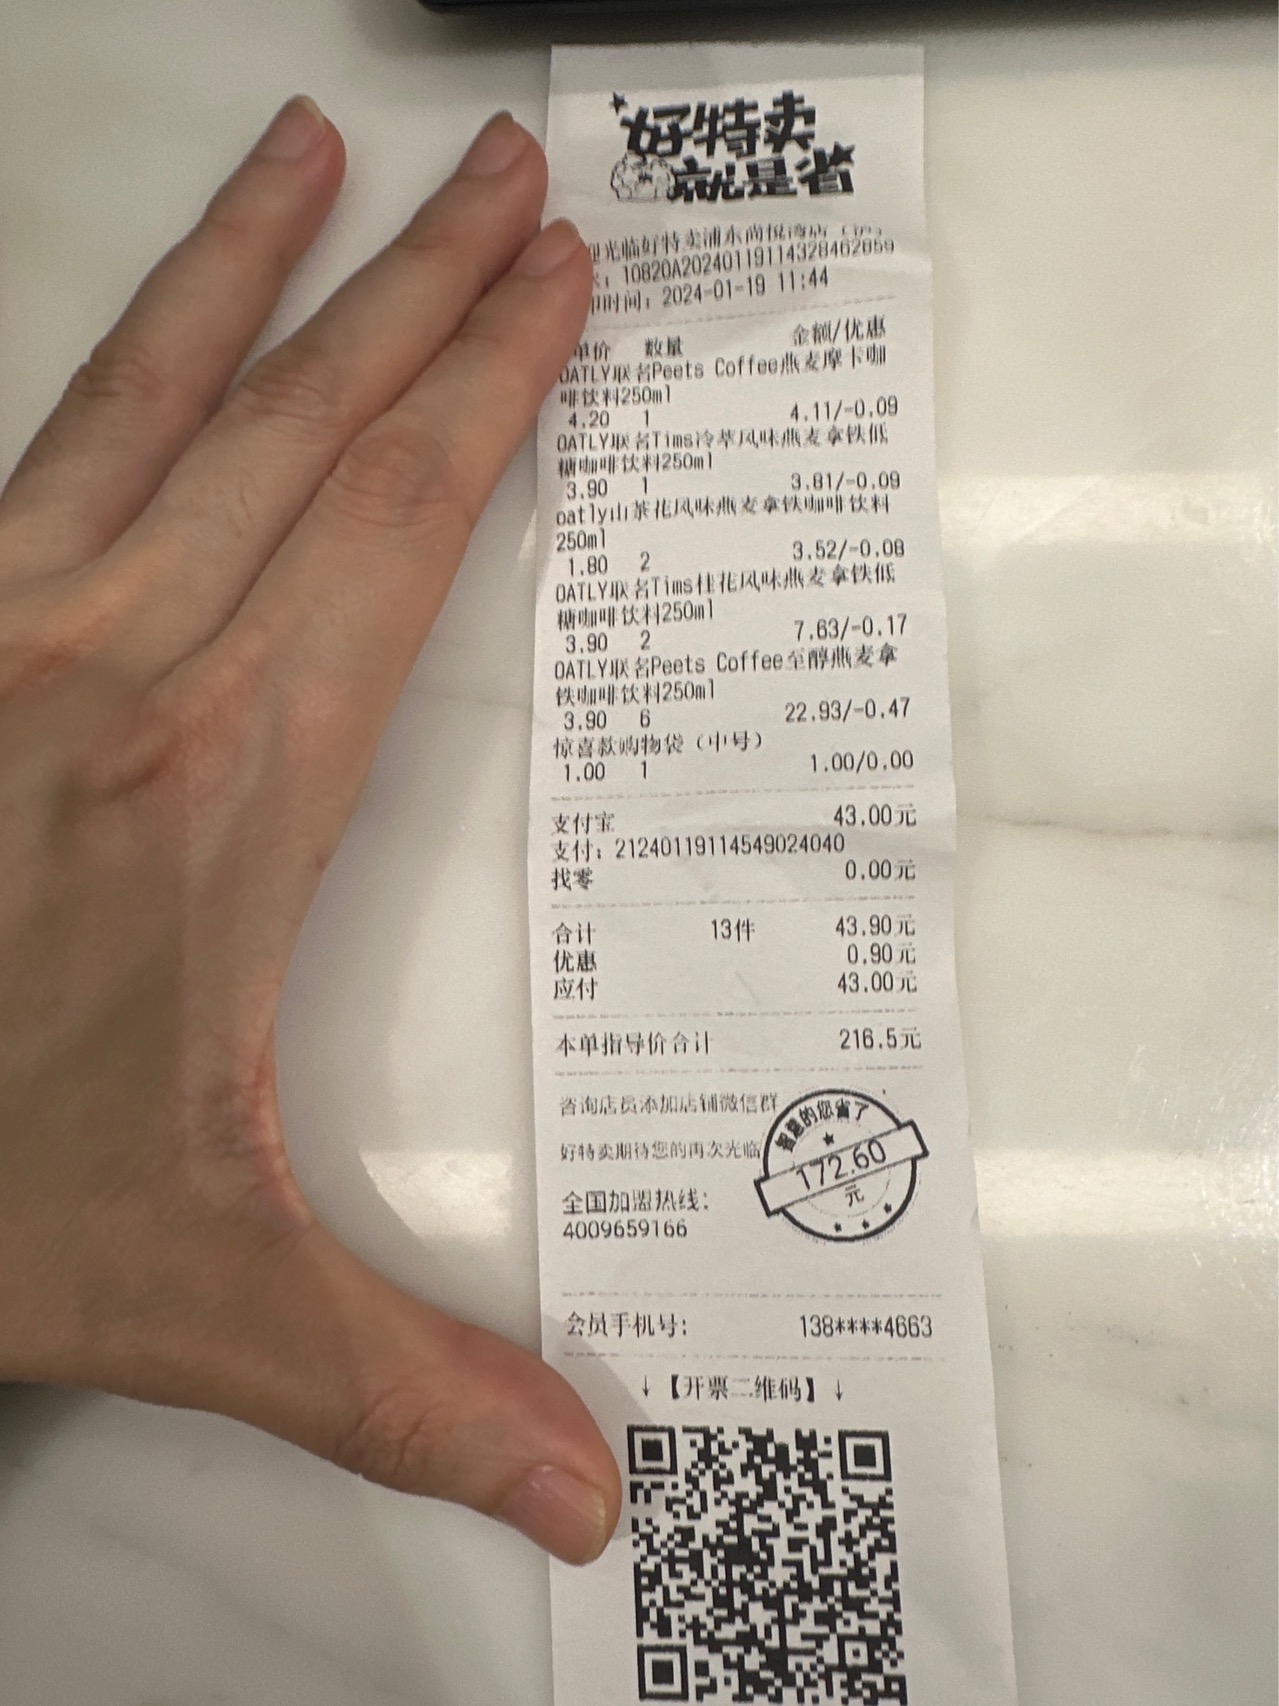 好特卖
就是省
光临好特卖浦东尚悦湾店
10820A20240119114328462859
印时间：2024-01-19 11:44
单价 数量 金额/优惠
OATLY联名Peets Coffee燕麦摩卡咖
啡饮料250ml
4.20 1 4.11/-0.09
OATLY联名Tims冷萃风味燕麦拿铁低
糖咖啡饮料250ml
3.90 1 3.81/-0.09
oatly山茶花风味燕麦拿铁咖啡饮料
250ml
1.80 2 3.52/-0.08
OATLY联名Tims桂花风味燕麦拿铁低
糖咖啡饮料250ml
3.90 2 7.63/-0.17
OATLY联名Peets Coffee至醇燕麦拿
铁咖啡饮料250ml
3.90 6 22.93/-0.47
惊喜款购物袋（中号）
1.00 1 1.00/0.00
支付宝 43.00元
支付：21240119114549024040
找零 0.00元
合计 13件 43.90元
优惠 0.90元
应付 43.00元
本单指导价合计 216.5元
咨询店员添加店铺微信群
好特卖期待您的再次光临
智慧的您省了
172.60
元
全国加盟热线：
4009659166
会员手机号： 138****4663
↓【开票二维码】↓